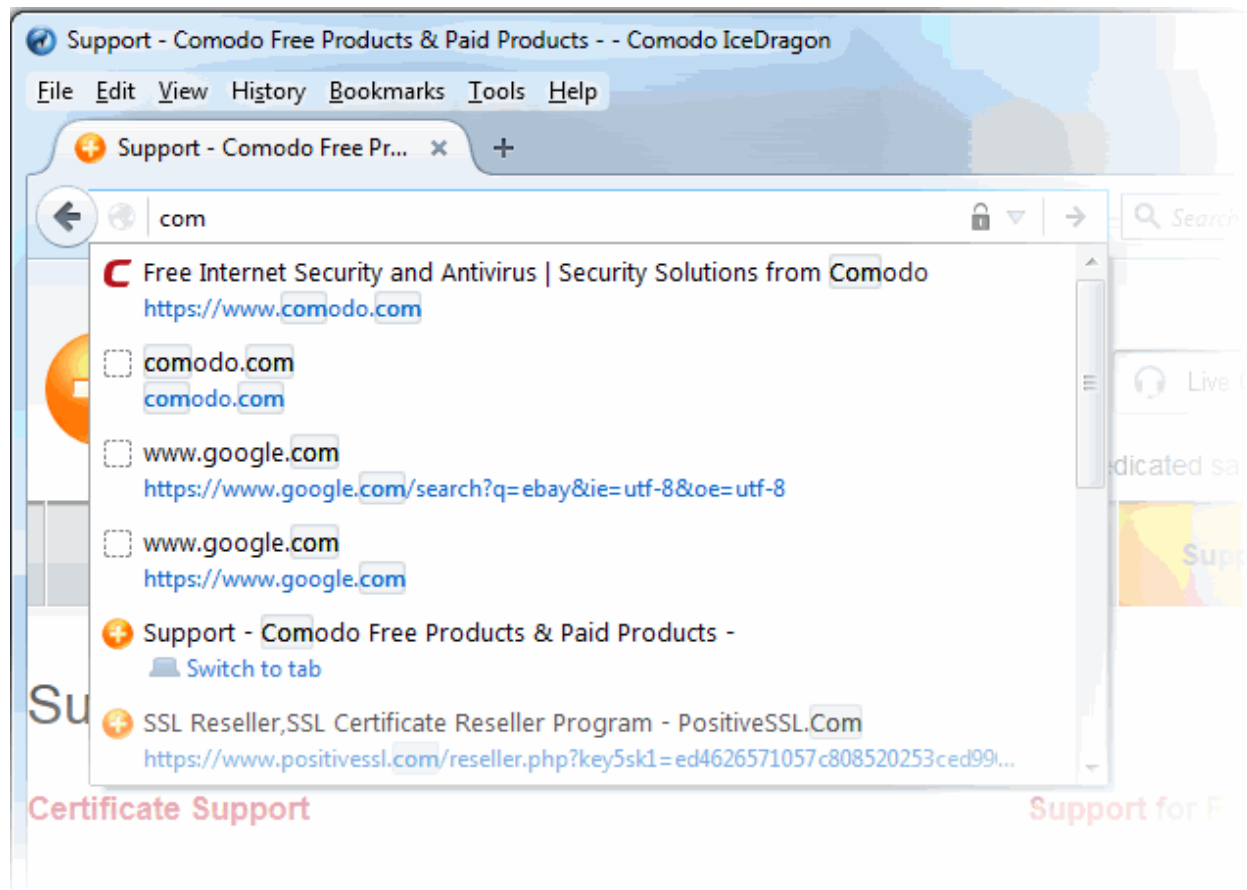 Support - Comodo Free Products & Paid Products - - Comodo IceDragon
File Edit View History Bookmarks Tools Help
Support - Comodo Free Pr...
com
Search
Free Internet Security and Antivirus | Security Solutions from Comodo
https://www.comodo.com
comodo.com
comodo.com
Live
www.google.com
https://www.google.com/search?q=ebay&ie=utf-8&oe=utf-8
www.google.com
https://www.google.com
Support - Comodo Free Products & Paid Products -
Switch to tab
Su
SSL Reseller,SSL Certificate Reseller Program - PositiveSSL.Com
https://www.positivessl.com/reseller.php?key5sk1=ed4626571057c808520253ced99...
Certificate Support
Support for